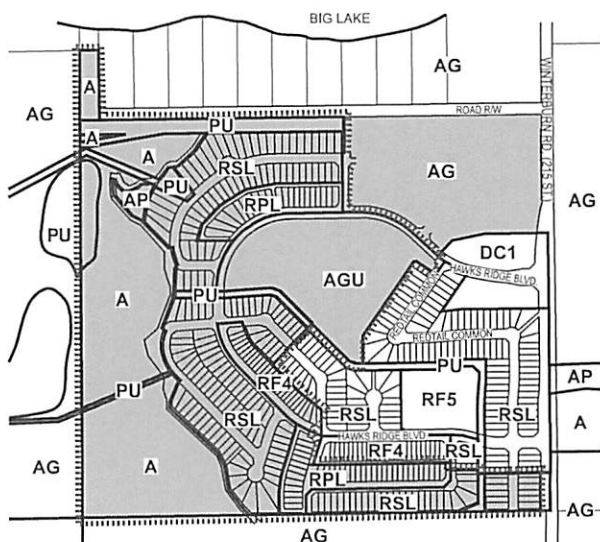 BIG LAKE
AG
AG
A
ROAD R/W
WINTERBURN RD. (215 ST.)
PU
A
A
PU
AP
RSL
RPL
AG
AG
PU
A
AGU
DC1
HAWKS RIDGE BLVD
REDTAIL COMMON
REDTAIL COMMON
PU
PU
PU
RF4
RSL
RSL
RF5
RSL
AP
A
HAWKS RIDGE BLVD
RF4
RSL
AG
A
RPL
RSL
AG
AG